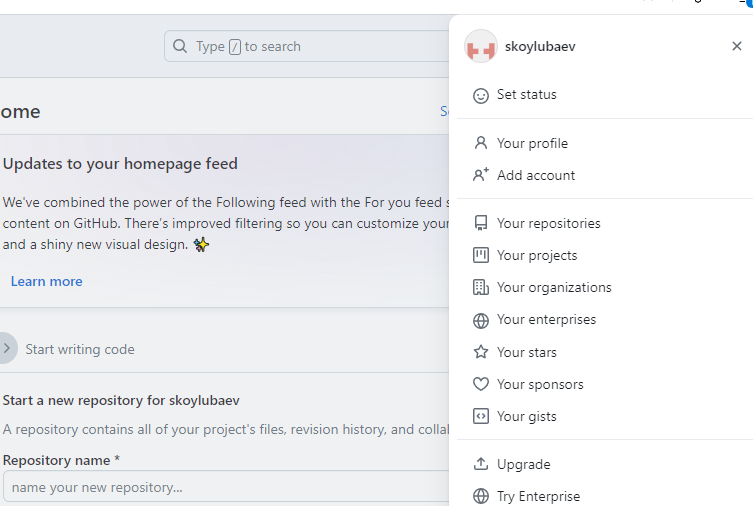 Type / to search
ome
Updates to your homepage feed
We've combined the power of the Following feed with the For you feed
content on GitHub. There's improved filtering so you can customize your
and a shiny new visual design. ✨
Learn more
Start writing code
Start a new repository for skoylubaev
A repository contains all of your project's files, revision history, and
Repository name *
name your new repository...
skoylubaev
Set status
Your profile
Add account
Your repositories
Your projects
Your organizations
Your enterprises
Your stars
Your sponsors
Your gists
Upgrade
Try Enterprise